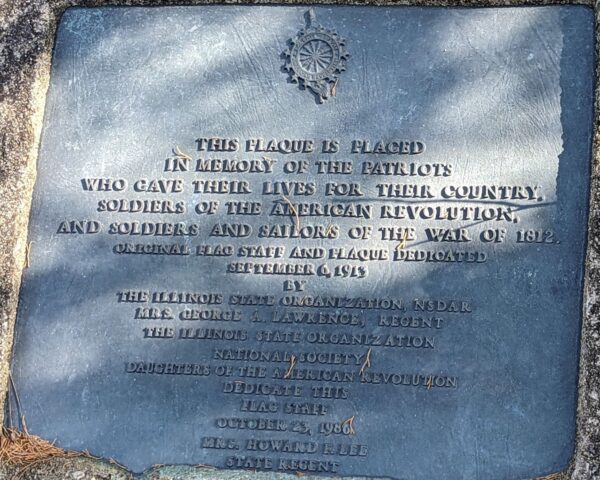 THIS PLAQUE IS PLACED
IN MEMORY OF THE PATRIOTS
WHO GAVE THEIR LIVES FOR THEIR COUNTRY,
SOLDIERS OF THE AMERICAN REVOLUTION,
AND SOLDIERS AND SAILORS OF THE WAR OF 1812.
ORIGINAL FLAG STAFF AND PLAQUE DEDICATED
SEPTEMBER 6, 1913
BY
THE ILLINOIS STATE ORGANIZATION, NSDAR
MRS. GEORGE A. LAWRENCE, REGENT
THE ILLINOIS STATE ORGANIZATION
NATIONAL SOCIETY
DAUGHTERS OF THE AMERICAN REVOLUTION
DEDICATE THIS
FLAG STAFF
OCTOBER 23, 1986
MRS. HOWARD P. LEE
STATE REGENT